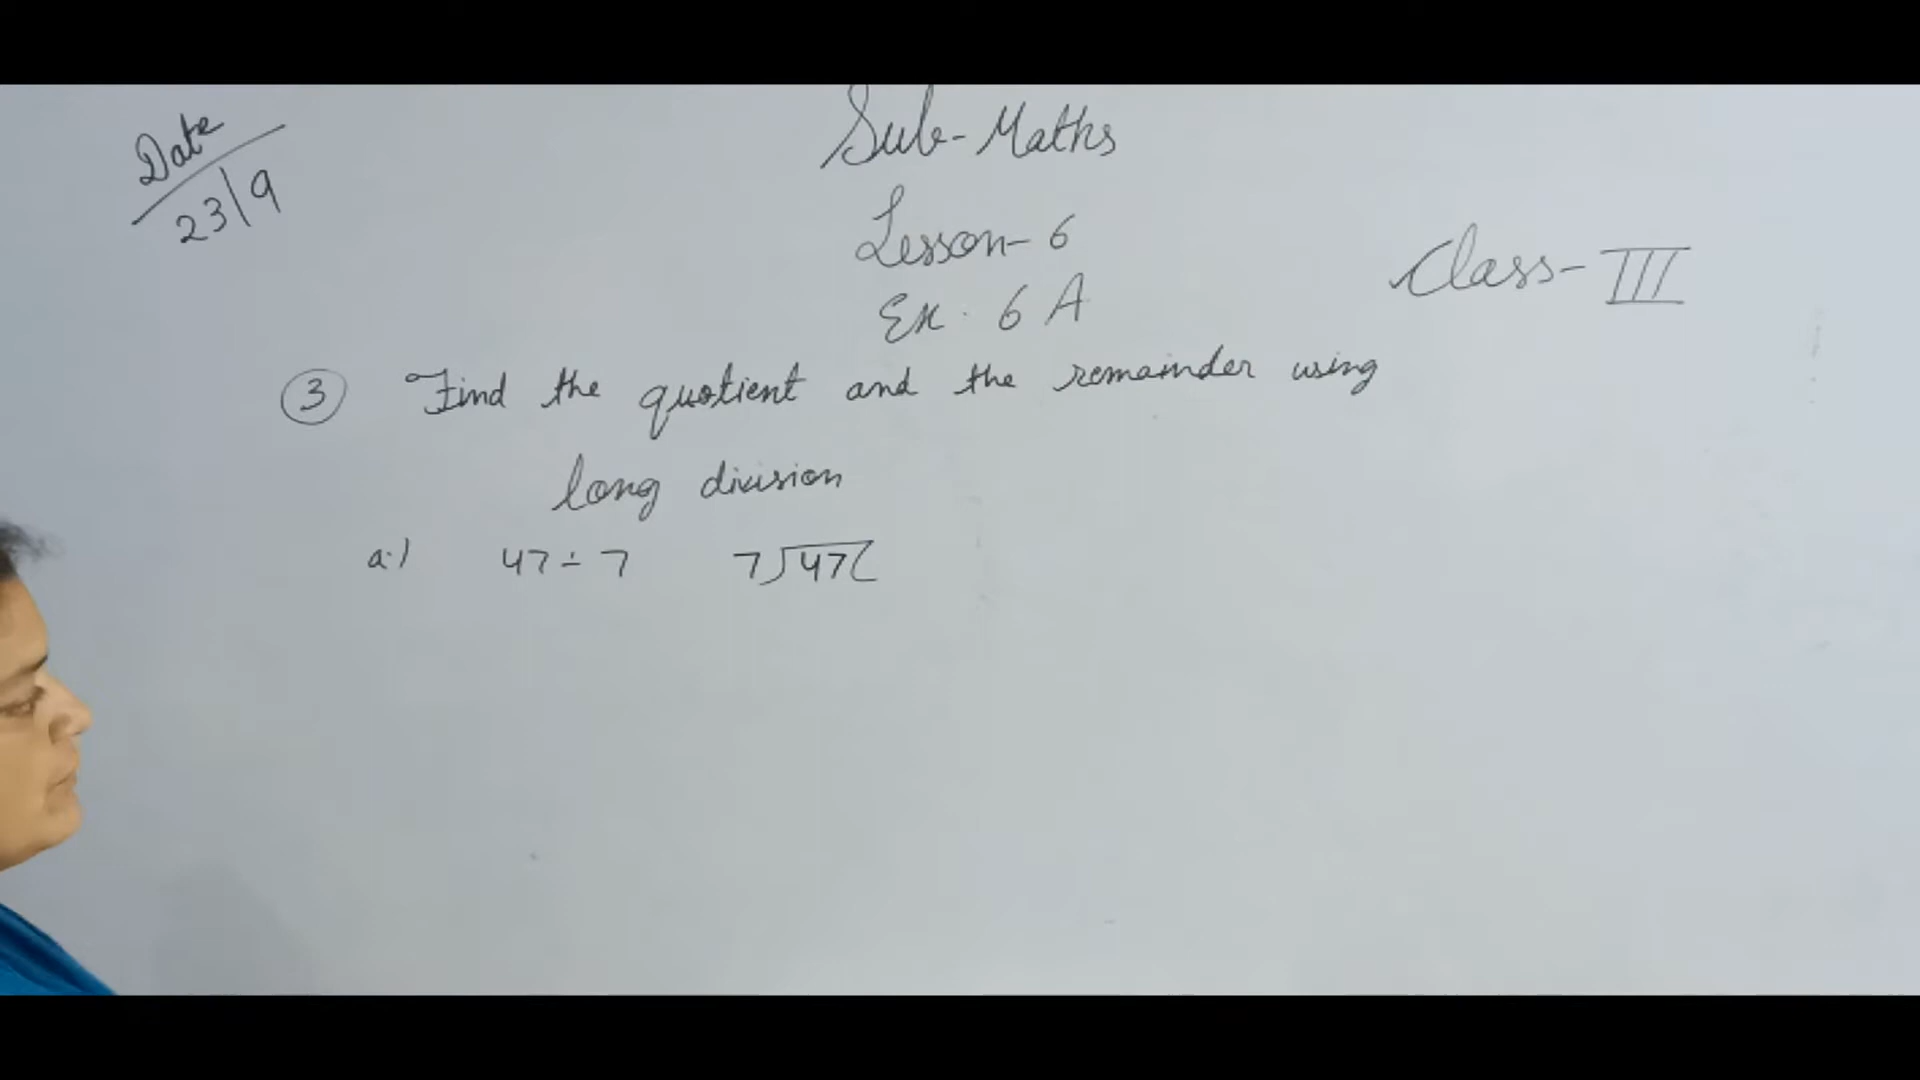 Date
23/9
Sub-Maths
Lesson-6
Ex. 6 A
Class-III
3 Find the quotient and the remainder using
long division
a.) 47÷7 7)47(